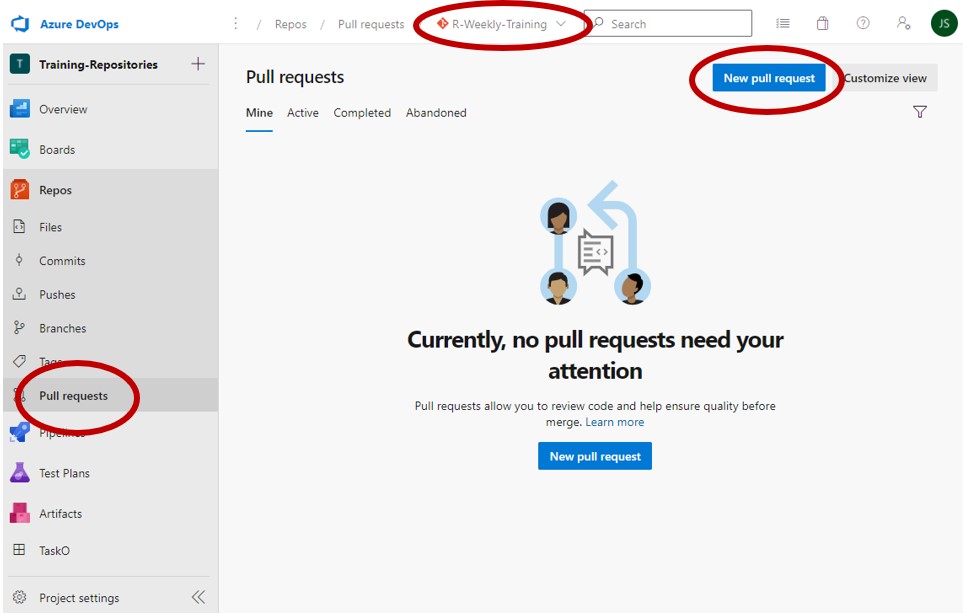 Azure DevOps
/ Repos / Pull requests
R-Weekly-Training
Search
JS
T Training-Repositories
Overview
Boards
Repos
Files
Commits
Pushes
Branches
Tags
Pull requests
Pipelines
Test Plans
Artifacts
TaskO
Project settings
Pull requests
New pull request
Customize view
Mine Active Completed Abandoned
Currently, no pull requests need your
attention
Pull requests allow you to review code and help ensure quality before
merge. Learn more
New pull request